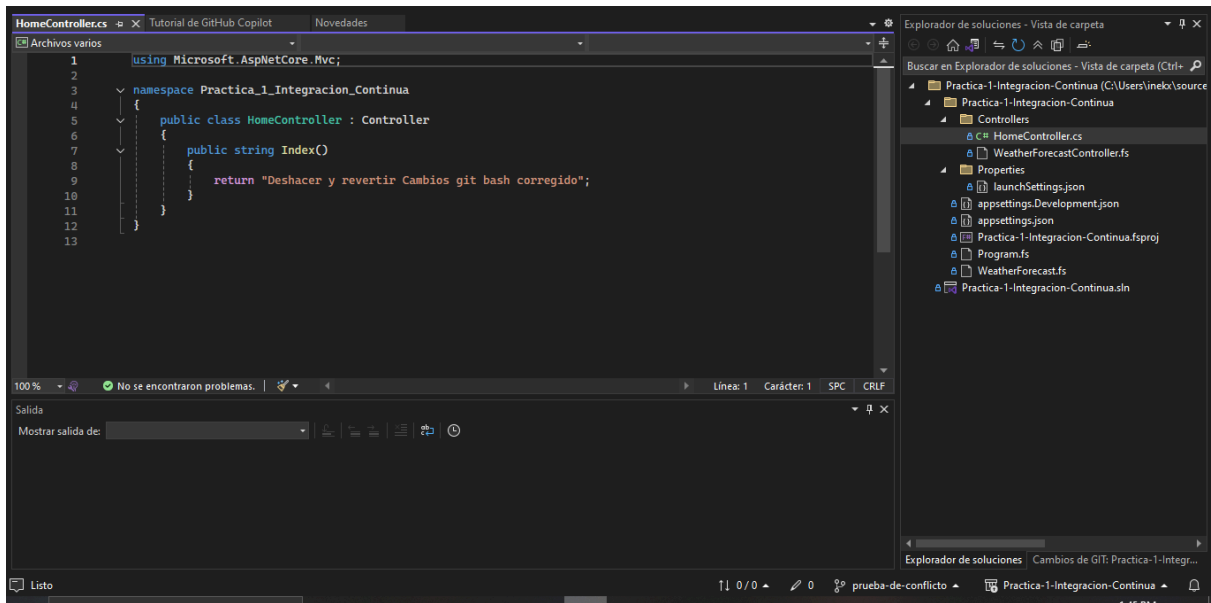 HomeController.cs Tutorial de GitHub Copilot Novedades
Archivos varios
1 using Microsoft.AspNetCore.Mvc;
2
3 namespace Practica_1_Integracion_Continua
4 {
5 public class HomeController : Controller
6 {
7 public string Index()
8 {
9 return "Deshacer y revertir Cambios git bash corregido";
10 }
11 }
12 }
13
100 % No se encontraron problemas. Línea: 1 Carácter: 1 SPC CRLF
Salida
Mostrar salida de:
Explorador de soluciones - Vista de carpeta
Buscar en Explorador de soluciones - Vista de carpeta (Ctrl+
Practica-1-Integracion-Continua (C:\Users\inekx\source
Practica-1-Integracion-Continua
Controllers
C# HomeController.cs
WeatherForecastController.fs
Properties
launchSettings.json
appsettings.Development.json
appsettings.json
Practica-1-Integracion-Continua.fsproj
Program.fs
WeatherForecast.fs
Practica-1-Integracion-Continua.sln
Explorador de soluciones Cambios de GIT: Practica-1-Integr...
Listo 0 / 0 0 prueba-de-conflicto Practica-1-Integracion-Continua